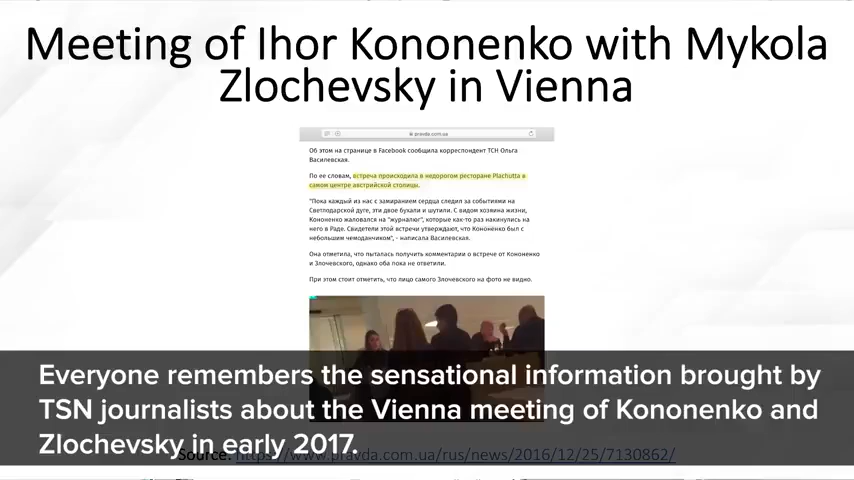 Meeting of Ihor Kononenko with Mykola
Zlochevsky in Vienna
pravda.com.ua
Об этом на странице в Facebook сообщила корреспондент ТСН Ольга
Василевская.
По ее словам, встреча происходила в недорогом ресторане Plachutta в
самом центре австрийской столицы.
"Пока каждый из нас с замиранием сердца следил за событиями на
Светлодарской дуге, эти двое бухали и шутили. С видом хозяина жизни,
Кононенко жаловался на "журналюг", которые как-то раз накинулись на
него в Раде. Свидетели этой встречи утверждают, что Кононенко был с
небольшим чемоданчиком", - написала Василевская.
Она отметила, что пыталась получить комментарии о встрече от Кононенко
и Злочевского, однако оба пока не ответили.
При этом стоит отметить, что лицо самого Злочевского на фото не видно.
Everyone remembers the sensational information brought by
TSN journalists about the Vienna meeting of Kononenko and
Zlochevsky in early 2017.
Source: https://www.pravda.com.ua/rus/news/2016/12/25/7130862/